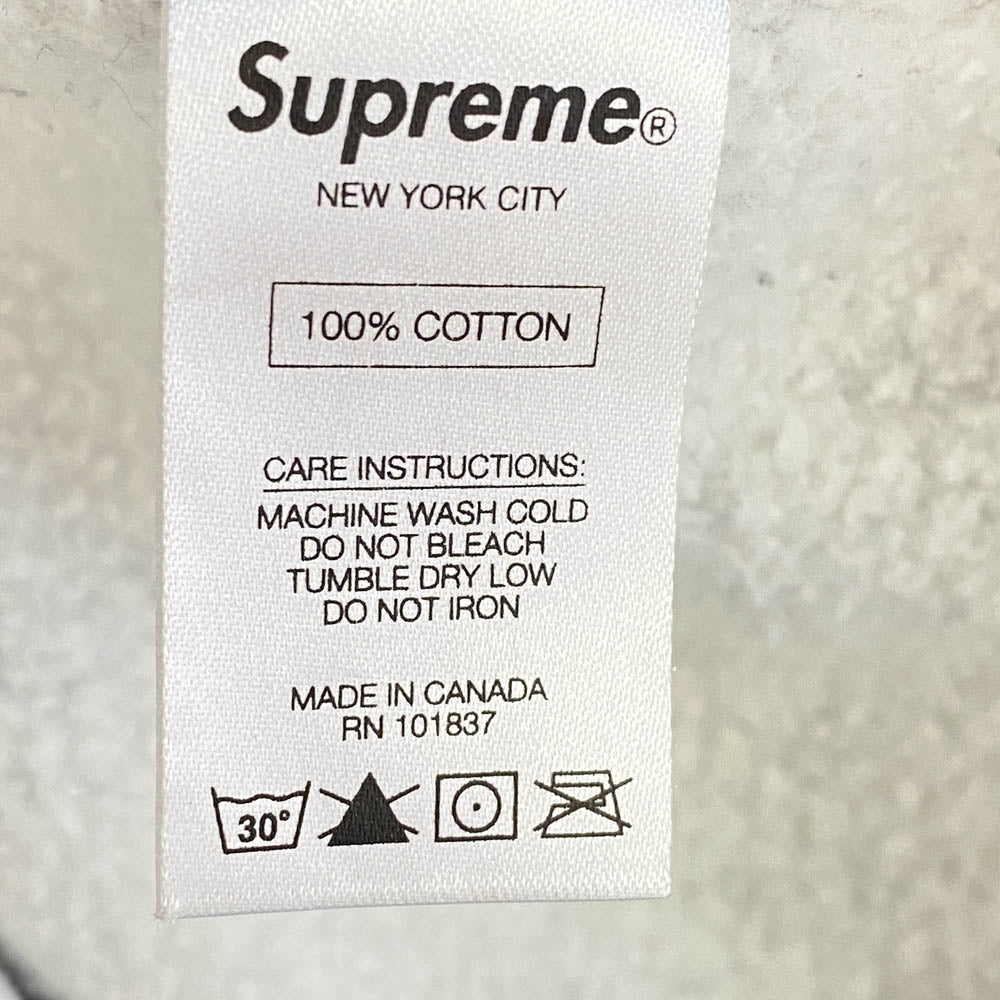 Supreme®
NEW YORK CITY
100% COTTON
CARE INSTRUCTIONS:
MACHINE WASH COLD
DO NOT BLEACH
TUMBLE DRY LOW
DO NOT IRON
MADE IN CANADA
RN 101837
30°